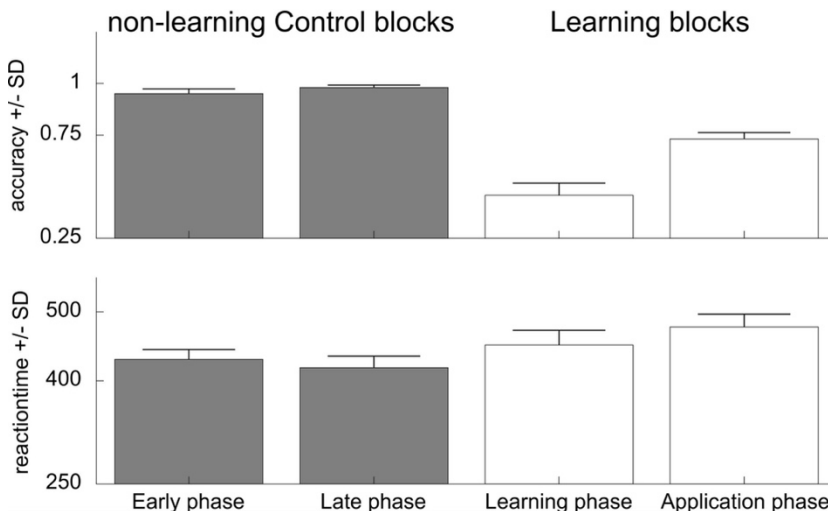 non-learning Control blocks
Learning blocks
accuracy +/- SD
1
0.75
0.25
reactiontime +/- SD
500
400
250
Early phase
Late phase
Learning phase
Application phase